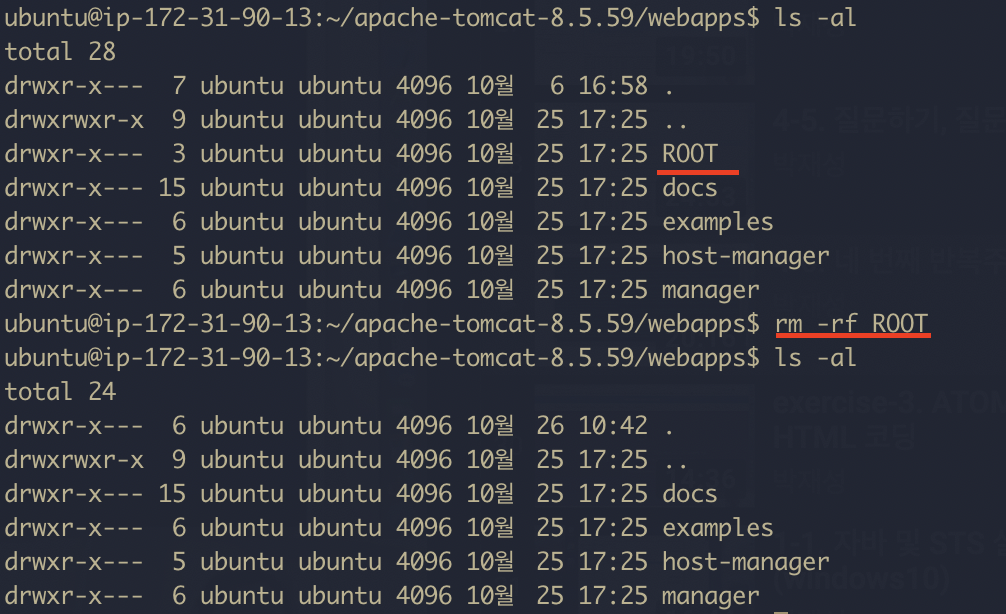 ubuntu@ip-172-31-90-13:~/apache-tomcat-8.5.59/webapps$ ls -al
total 28
drwxr-x---  7 ubuntu ubuntu 4096 10월   6 16:58 .
drwxrwxr-x  9 ubuntu ubuntu 4096 10월  25 17:25 ..
drwxr-x---  3 ubuntu ubuntu 4096 10월  25 17:25 ROOT
drwxr-x--- 15 ubuntu ubuntu 4096 10월  25 17:25 docs
drwxr-x---  6 ubuntu ubuntu 4096 10월  25 17:25 examples
drwxr-x---  5 ubuntu ubuntu 4096 10월  25 17:25 host-manager
drwxr-x---  6 ubuntu ubuntu 4096 10월  25 17:25 manager
ubuntu@ip-172-31-90-13:~/apache-tomcat-8.5.59/webapps$ rm -rf ROOT
ubuntu@ip-172-31-90-13:~/apache-tomcat-8.5.59/webapps$ ls -al
total 24
drwxr-x---  6 ubuntu ubuntu 4096 10월  26 10:42 .
drwxrwxr-x  9 ubuntu ubuntu 4096 10월  25 17:25 ..
drwxr-x--- 15 ubuntu ubuntu 4096 10월  25 17:25 docs
drwxr-x---  6 ubuntu ubuntu 4096 10월  25 17:25 examples
drwxr-x---  5 ubuntu ubuntu 4096 10월  25 17:25 host-manager
drwxr-x---  6 ubuntu ubuntu 4096 10월  25 17:25 manager